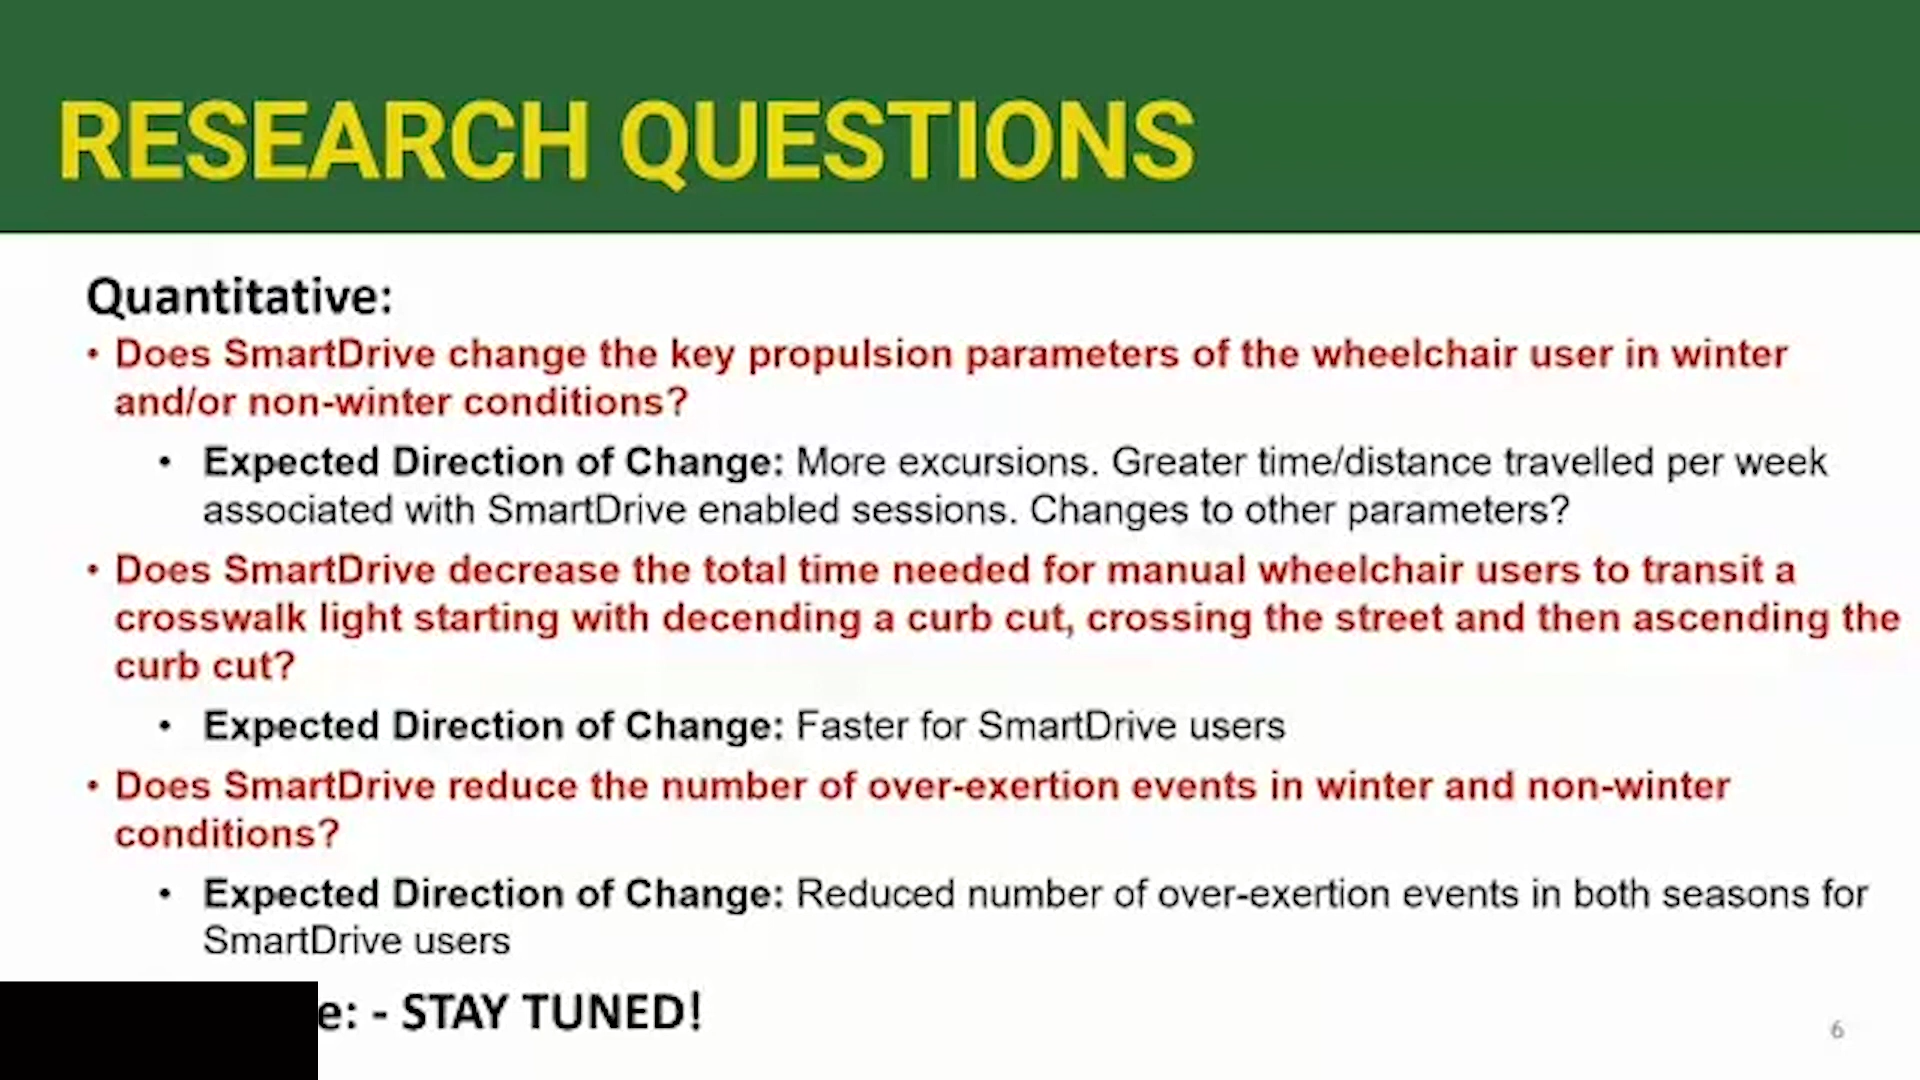 RESEARCH QUESTIONS
Quantitative:
• Does SmartDrive change the key propulsion parameters of the wheelchair user in winter
and/or non-winter conditions?
• Expected Direction of Change: More excursions. Greater time/distance travelled per week
associated with SmartDrive enabled sessions. Changes to other parameters?
• Does SmartDrive decrease the total time needed for manual wheelchair users to transit a
crosswalk light starting with decending a curb cut, crossing the street and then ascending the
curb cut?
• Expected Direction of Change: Faster for SmartDrive users
• Does SmartDrive reduce the number of over-exertion events in winter and non-winter
conditions?
• Expected Direction of Change: Reduced number of over-exertion events in both seasons for
SmartDrive users
e: - STAY TUNED!
6